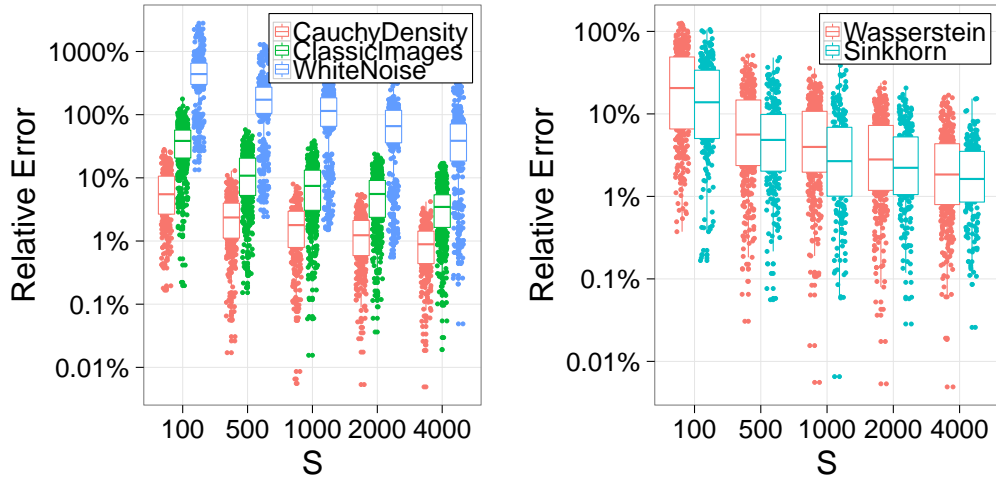 Relative Error
1000%
100%
10%
1%
0.1%
0.01%
CauchyDensity
ClassicImages
WhiteNoise
100 500 1000 2000 4000
S
Relative Error
100%
10%
1%
0.1%
0.01%
Wasserstein
Sinkhorn
100 500 1000 2000 4000
S